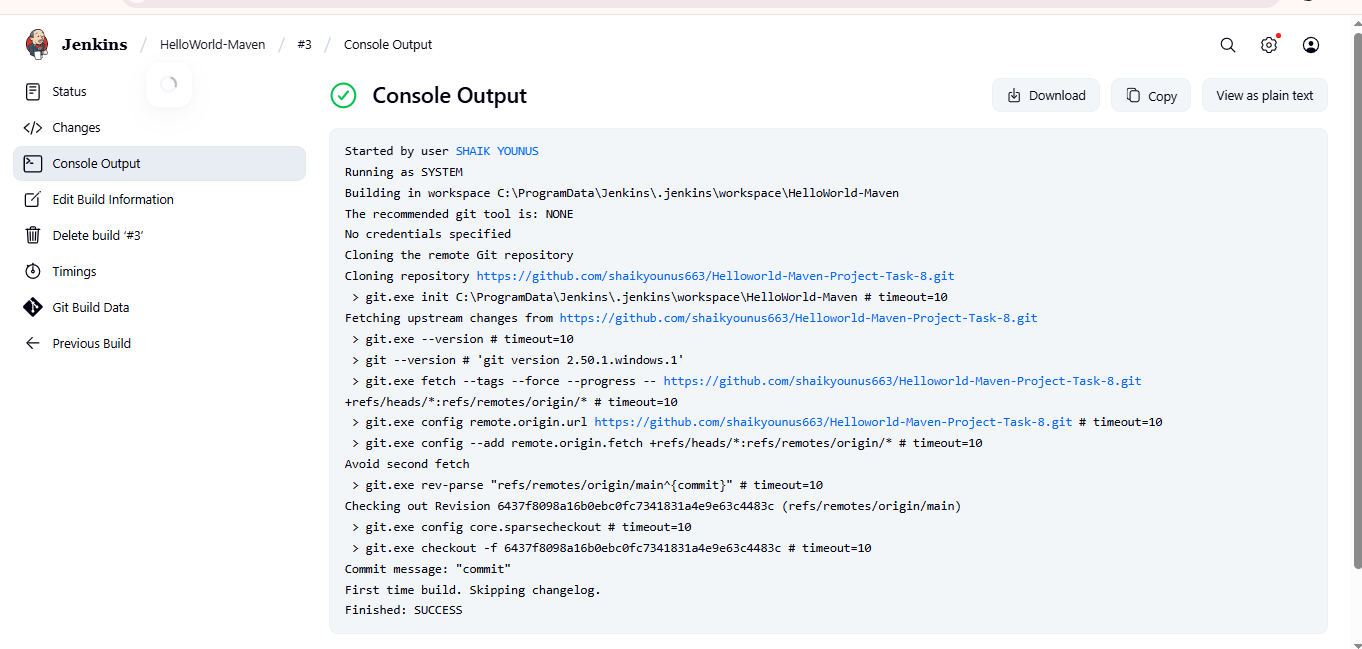 Jenkins / HelloWorld-Maven / #3 / Console Output
Status
Changes
Console Output
Edit Build Information
Delete build ‘#3’
Timings
Git Build Data
Previous Build
Console Output
Download
Copy
View as plain text
Started by user SHAIK YOUNUS
Running as SYSTEM
Building in workspace C:\ProgramData\Jenkins\.jenkins\workspace\HelloWorld-Maven
The recommended git tool is: NONE
No credentials specified
Cloning the remote Git repository
Cloning repository https://github.com/shaikyounus663/Helloworld-Maven-Project-Task-8.git
 > git.exe init C:\ProgramData\Jenkins\.jenkins\workspace\HelloWorld-Maven # timeout=10
Fetching upstream changes from https://github.com/shaikyounus663/Helloworld-Maven-Project-Task-8.git
 > git.exe --version # timeout=10
 > git --version # 'git version 2.50.1.windows.1'
 > git.exe fetch --tags --force --progress -- https://github.com/shaikyounus663/Helloworld-Maven-Project-Task-8.git
+refs/heads/*:refs/remotes/origin/* # timeout=10
 > git.exe config remote.origin.url https://github.com/shaikyounus663/Helloworld-Maven-Project-Task-8.git # timeout=10
 > git.exe config --add remote.origin.fetch +refs/heads/*:refs/remotes/origin/* # timeout=10
Avoid second fetch
 > git.exe rev-parse "refs/remotes/origin/main^{commit}" # timeout=10
Checking out Revision 6437f8098a16b0ebc0fc7341831a4e9e63c4483c (refs/remotes/origin/main)
 > git.exe config core.sparsecheckout # timeout=10
 > git.exe checkout -f 6437f8098a16b0ebc0fc7341831a4e9e63c4483c # timeout=10
Commit message: "commit"
First time build. Skipping changelog.
Finished: SUCCESS